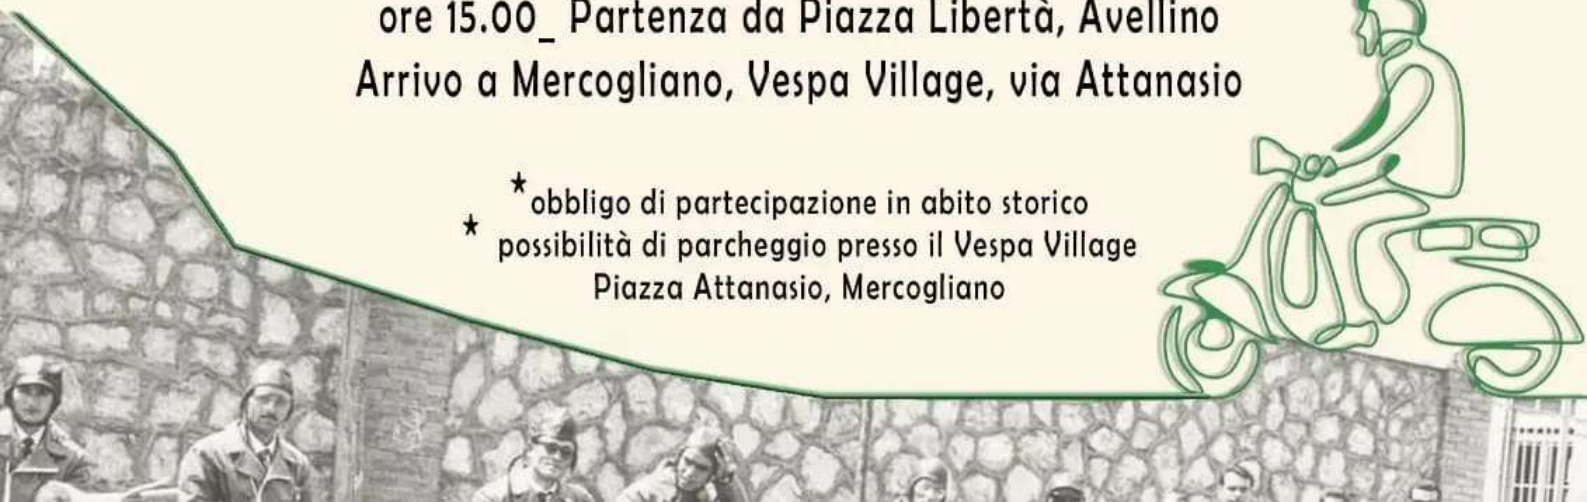 ore 15.00_ Partenza da Piazza Libertà, Avellino
Arrivo a Mercogliano, Vespa Village, via Attanasio
*obbligo di partecipazione in abito storico
* possibilità di parcheggio presso il Vespa Village
Piazza Attanasio, Mercogliano